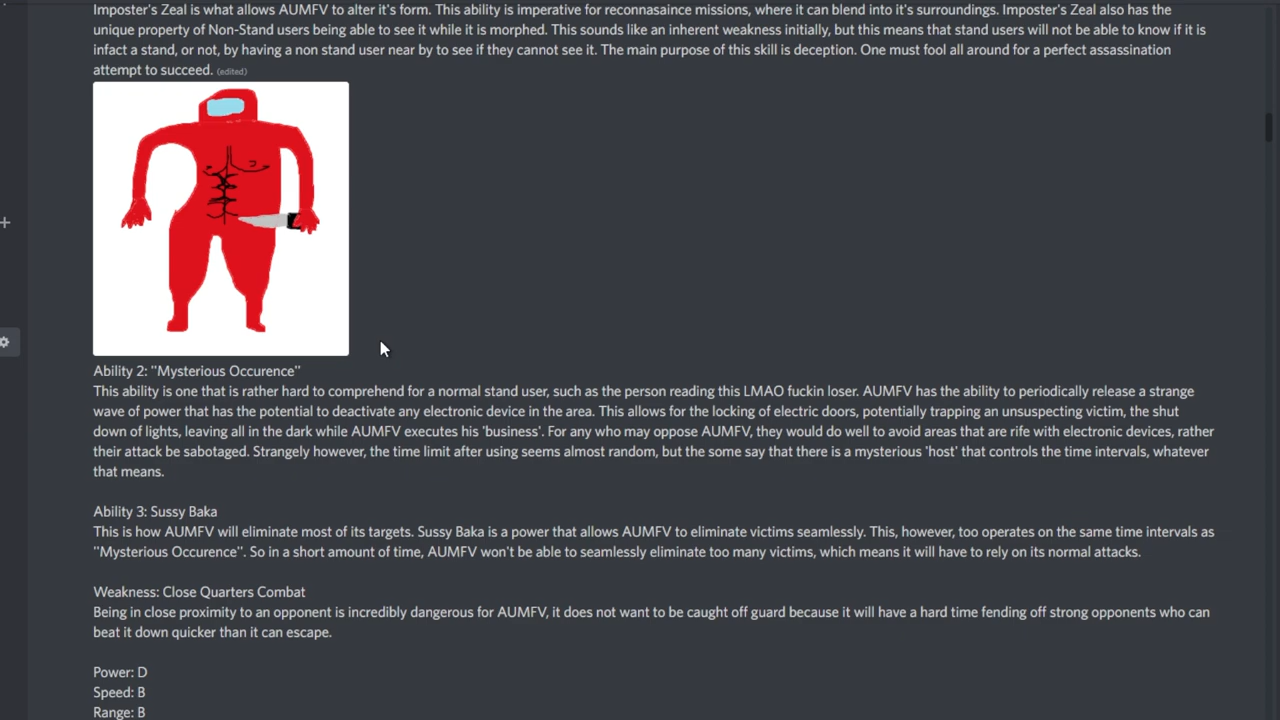 Imposter's Zeal is what allows AUMFV to alter it's form. This ability is imperative for reconnasaince missions, where it can blend into it's surroundings. Imposter's Zeal also has the
unique property of Non-Stand users being able to see it while it is morphed. This sounds like an inherent weakness initially, but this means that stand users will not be able to know if it is
infact a stand, or not, by having a non stand user near by to see if they cannot see it. The main purpose of this skill is deception. One must fool all around for a perfect assassination
attempt to succeed. (edited)
Ability 2: "Mysterious Occurence"
This ability is one that is rather hard to comprehend for a normal stand user, such as the person reading this LMAO fuckin loser. AUMFV has the ability to periodically release a strange
wave of power that has the potential to deactivate any electronic device in the area. This allows for the locking of electric doors, potentially trapping an unsuspecting victim, the shut
down of lights, leaving all in the dark while AUMFV executes his 'business'. For any who may oppose AUMFV, they would do well to avoid areas that are rife with electronic devices, rather
their attack be sabotaged. Strangely however, the time limit after using seems almost random, but the some say that there is a mysterious 'host' that controls the time intervals, whatever
that means.
Ability 3: Sussy Baka
This is how AUMFV will eliminate most of its targets. Sussy Baka is a power that allows AUMFV to eliminate victims seamlessly. This, however, too operates on the same time intervals as
"Mysterious Occurence". So in a short amount of time, AUMFV won't be able to seamlessly eliminate too many victims, which means it will have to rely on its normal attacks.
Weakness: Close Quarters Combat
Being in close proximity to an opponent is incredibly dangerous for AUMFV, it does not want to be caught off guard because it will have a hard time fending off strong opponents who can
beat it down quicker than it can escape.
Power: D
Speed: B
Range: B